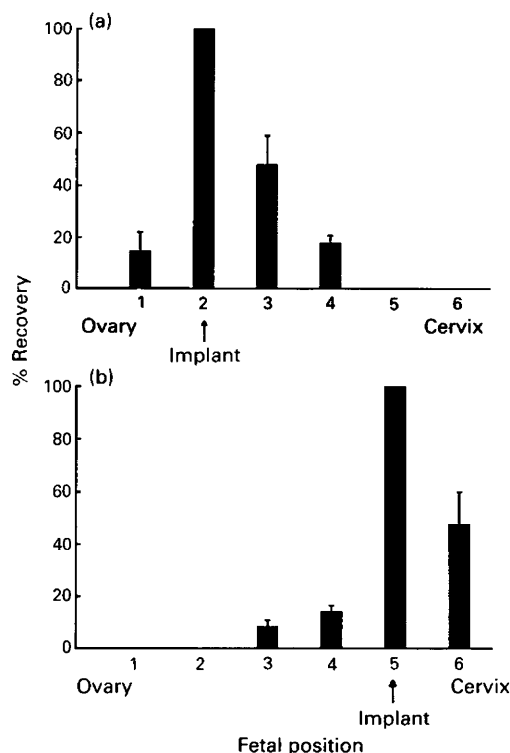 (a)
100
80
60
40
20
0
1 2 3 4 5 6
Ovary Cervix
Implant
% Recovery
(b)
100
80
60
40
20
0
1 2 3 4 5 6
Ovary Cervix
Implant
Fetal position